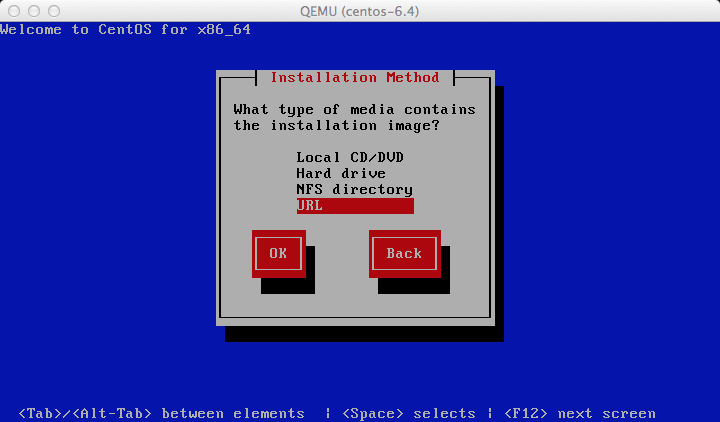 QEMU (centos-6.4)
Welcome to CentOS for x86_64
Installation Method
What type of media contains
the installation image?
Local CD/DVD
Hard drive
NFS directory
URL
OK Back
<Tab>/<Alt-Tab> between elements | <Space> selects | <F12> next screen